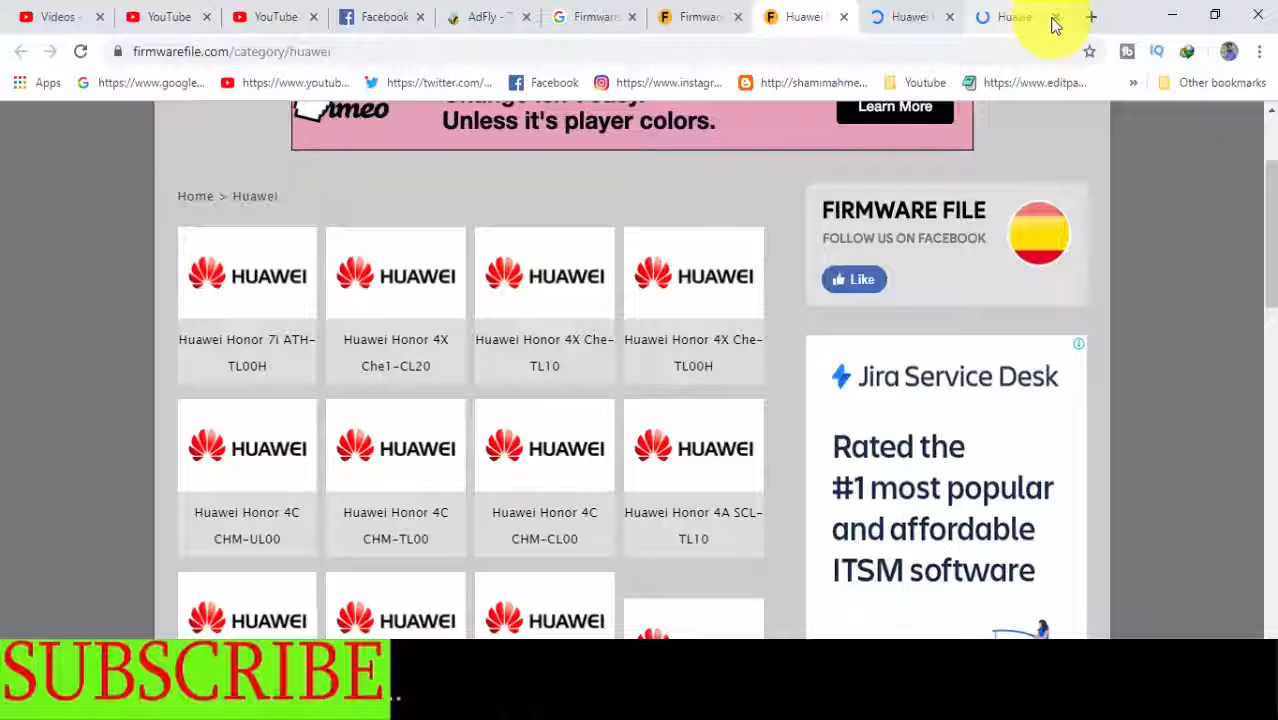 Videos -
YouTube
YouTube
Facebook
AdFly -
Firmware
Firmwar
Huawei
Huawei
Huawe
firmwarefile.com/category/huawei
Apps
https://www.google...
https://www.youtub...
https://twitter.com/...
Facebook
https://www.instagr...
http://shamimahme...
Youtube
https://www.editpa...
»
Other bookmarks
Unless it's player colors.
Learn More
Home > Huawei
FIRMWARE FILE
FOLLOW US ON FACEBOOK
Like
HUAWEI
HUAWEI
HUAWEI
HUAWEI
Huawei Honor 7i ATH-
TL00H
Huawei Honor 4X
Che1-CL20
Huawei Honor 4X Che-
TL10
Huawei Honor 4X Che-
TL00H
Jira Service Desk
Rated the
#1 most popular
and affordable
ITSM software
HUAWEI
HUAWEI
HUAWEI
HUAWEI
Huawei Honor 4C
CHM-UL00
Huawei Honor 4C
CHM-TL00
Huawei Honor 4C
CHM-CL00
Huawei Honor 4A SCL-
TL10
HUAWEI
HUAWEI
HUAWEI
SUBSCRIBE..